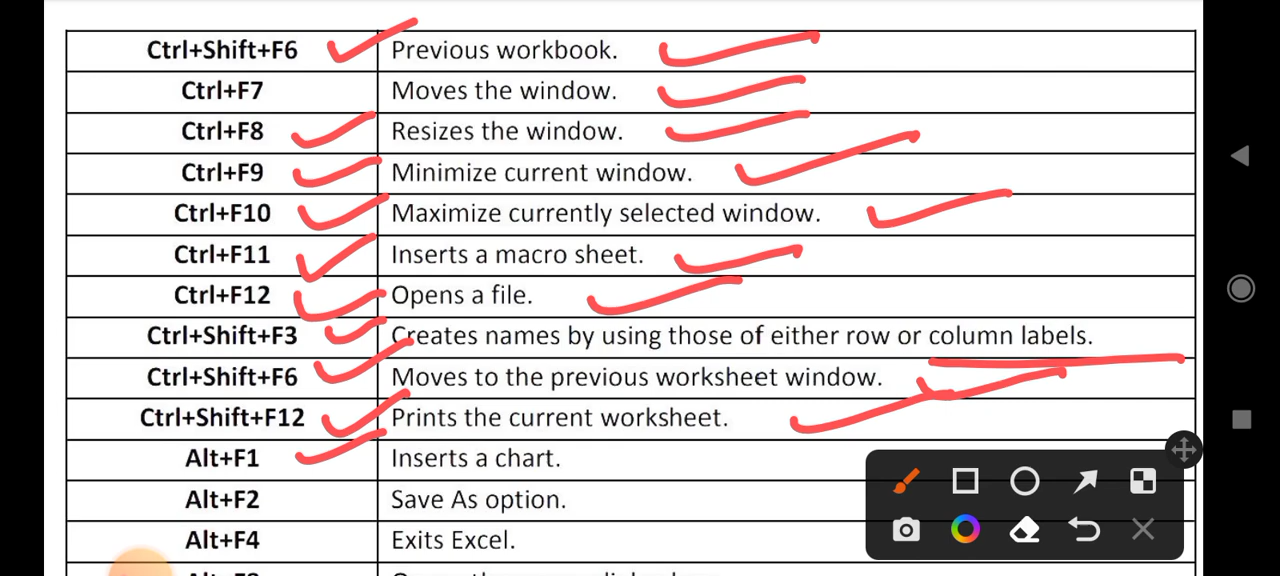 Ctrl+Shift+F6 Previous workbook.
Ctrl+F7 Moves the window.
Ctrl+F8 Resizes the window.
Ctrl+F9 Minimize current window.
Ctrl+F10 Maximize currently selected window.
Ctrl+F11 Inserts a macro sheet.
Ctrl+F12 Opens a file.
Ctrl+Shift+F3 Creates names by using those of either row or column labels.
Ctrl+Shift+F6 Moves to the previous worksheet window.
Ctrl+Shift+F12 Prints the current worksheet.
Alt+F1 Inserts a chart.
Alt+F2 Save As option.
Alt+F4 Exits Excel.